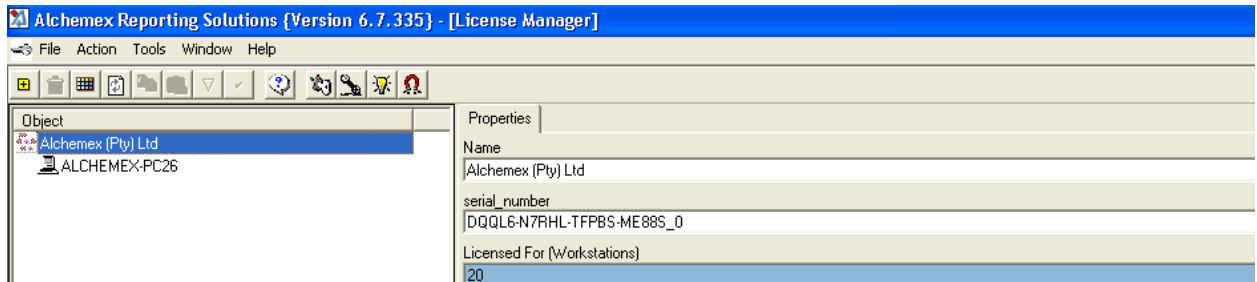 Alchemex Reporting Solutions {Version 6.7.335} - [License Manager]
File Action Tools Window Help
Object
Alchemex (Pty) Ltd
ALCHEMEX-PC26
Properties
Name
Alchemex (Pty) Ltd
serial_number
DQQL6-N7RHL-TFPBS-ME88S_0
Licensed For (Workstations)
20